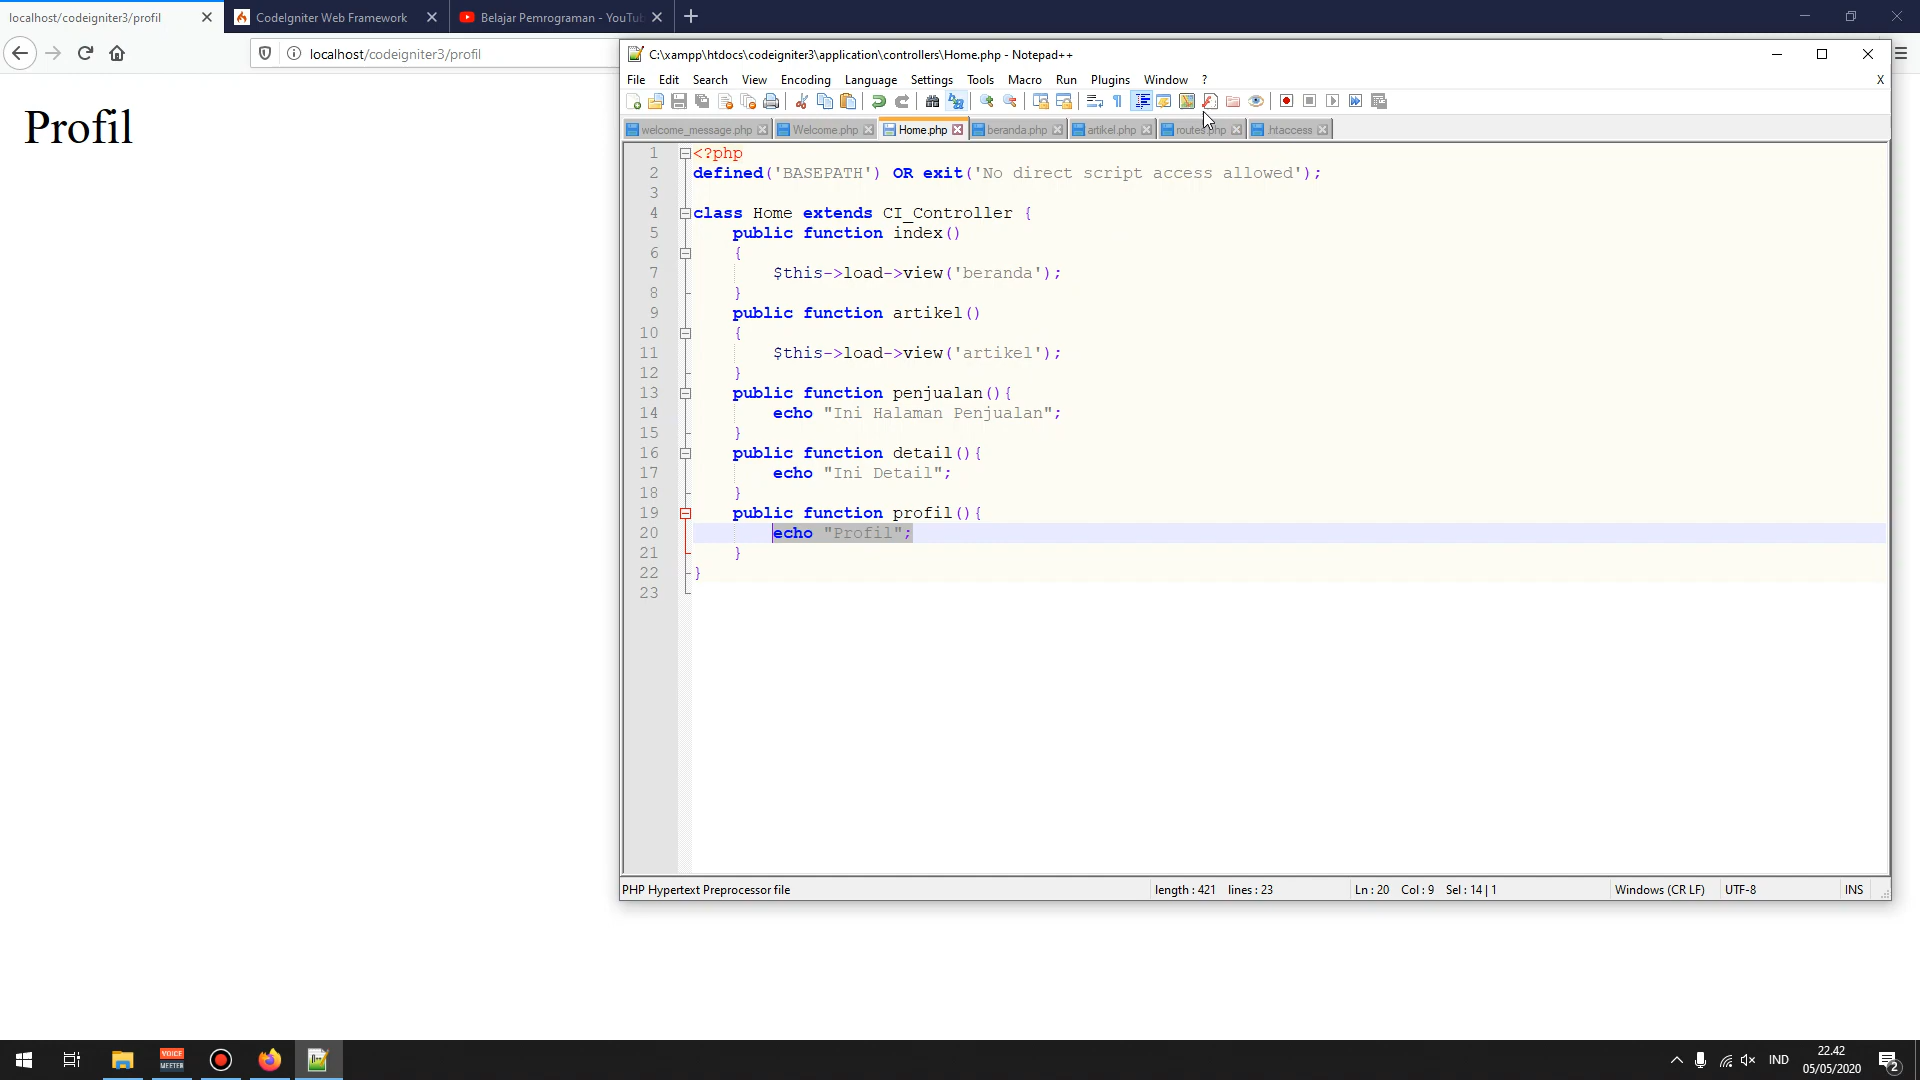 localhost/codeigniter3/profil
CodeIgniter Web Framework
Belajar Pemrograman - YouTu
localhost/codeigniter3/profil
Profil
C:\xampp\htdocs\codeigniter3\application\controllers\Home.php - Notepad++
File Edit Search View Encoding Language Settings Tools Macro Run Plugins Window ?
X
welcome_message.php Welcome.php Home.php beranda.php artikel.php routes.php .htaccess
1 <?php
2 defined('BASEPATH') OR exit('No direct script access allowed');
3
4 class Home extends CI_Controller {
5 public function index()
6 {
7 $this->load->view('beranda');
8 }
9 public function artikel()
10 {
11 $this->load->view('artikel');
12 }
13 public function penjualan(){
14 echo "Ini Halaman Penjualan";
15 }
16 public function detail(){
17 echo "Ini Detail";
18 }
19 public function profil(){
20 echo "Profil";
21 }
22 }
23
PHP Hypertext Preprocessor file length : 421 lines : 23 Ln : 20 Col : 9 Sel : 14 | 1 Windows (CR LF) UTF-8 INS
VOICE
MEETER
IND
22.42
05/05/2020
2